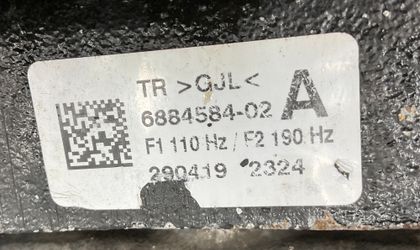 TR >GJL<
6884584-02 A
F1 110 Hz / F2 190 Hz
290419 2324